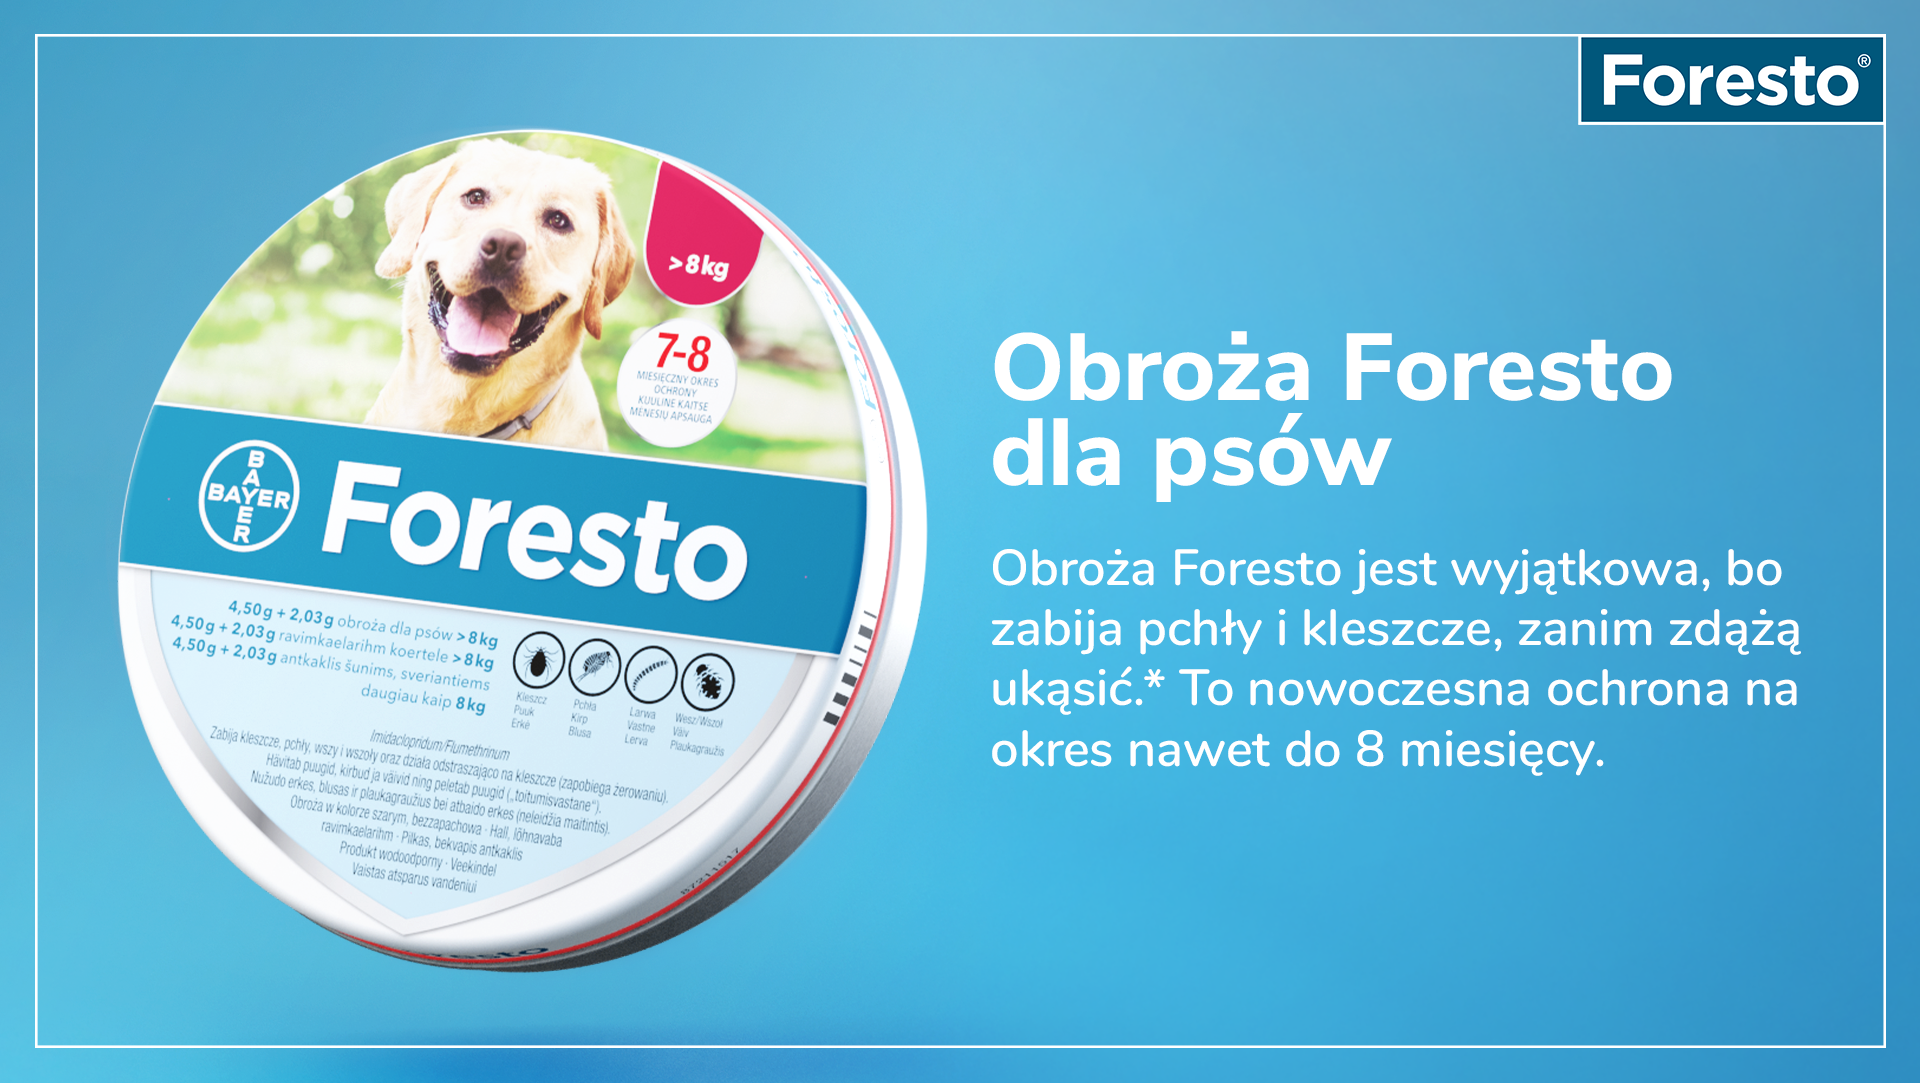 Foresto®
>8kg
7-8
MIESIĘCZNY OKRES
OCHRONY
KUULINE KAITSE
MĖNESIŲ APSAUGA
BAYER
BAYER
Foresto
4,50g + 2,03g obroża dla psów >8kg
4,50g + 2,03g ravimkaelarihm koertele >8kg
4,50g + 2,03g antkaklis šunims, sveriantiems
daugiau kaip 8kg
Kleszcz
Puuk
Erkė
Pchła
Kirp
Blusa
Larwa
Vastne
Lerva
Wesz/Wszoł
Väiv
Plaukagraužis
Imidaclopridum/Flumethrinum
Zabija kleszcze, pchły, wszy i wszoły oraz działa odstraszająco na kleszcze (zapobiega żerowaniu).
Hävitab puugid, kirbud ja väivid ning peletab puugid („toitumisvastane“).
Nužudo erkes, blusas ir plaukagraužius bei atbaido erkes (neleidžia maitintis).
Obroża w kolorze szarym, bezzapachowa · Hall, lõhnavaba
ravimkaelarihm · Pilkas, bekvapis antkaklis
Produkt wodoodporny · Veekindel
Vaistas atsparus vandeniui
Foresto
Obroża Foresto
dla psów
Obroża Foresto jest wyjątkowa, bo
zabija pchły i kleszcze, zanim zdążą
ukąsić.* To nowoczesna ochrona na
okres nawet do 8 miesięcy.